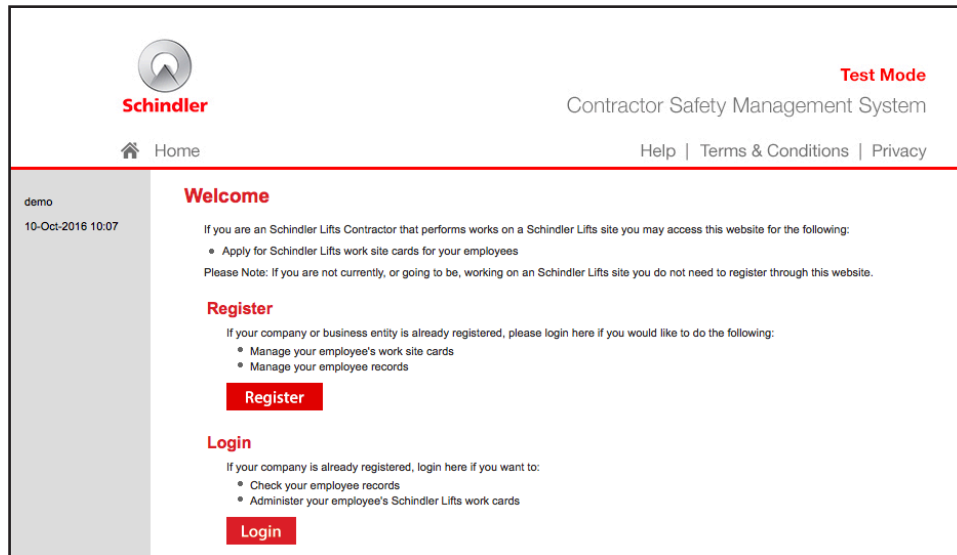 Schindler
Test Mode
Contractor Safety Management System
Home
Help | Terms & Conditions | Privacy
demo
10-Oct-2016 10:07
Welcome
If you are an Schindler Lifts Contractor that performs works on a Schindler Lifts site you may access this website for the following:
• Apply for Schindler Lifts work site cards for your employees
Please Note: If you are not currently, or going to be, working on an Schindler Lifts site you do not need to register through this website.
Register
If your company or business entity is already registered, please login here if you would like to do the following:
• Manage your employee's work site cards
• Manage your employee records
Register
Login
If your company is already registered, login here if you want to:
• Check your employee records
• Administer your employee's Schindler Lifts work cards
Login